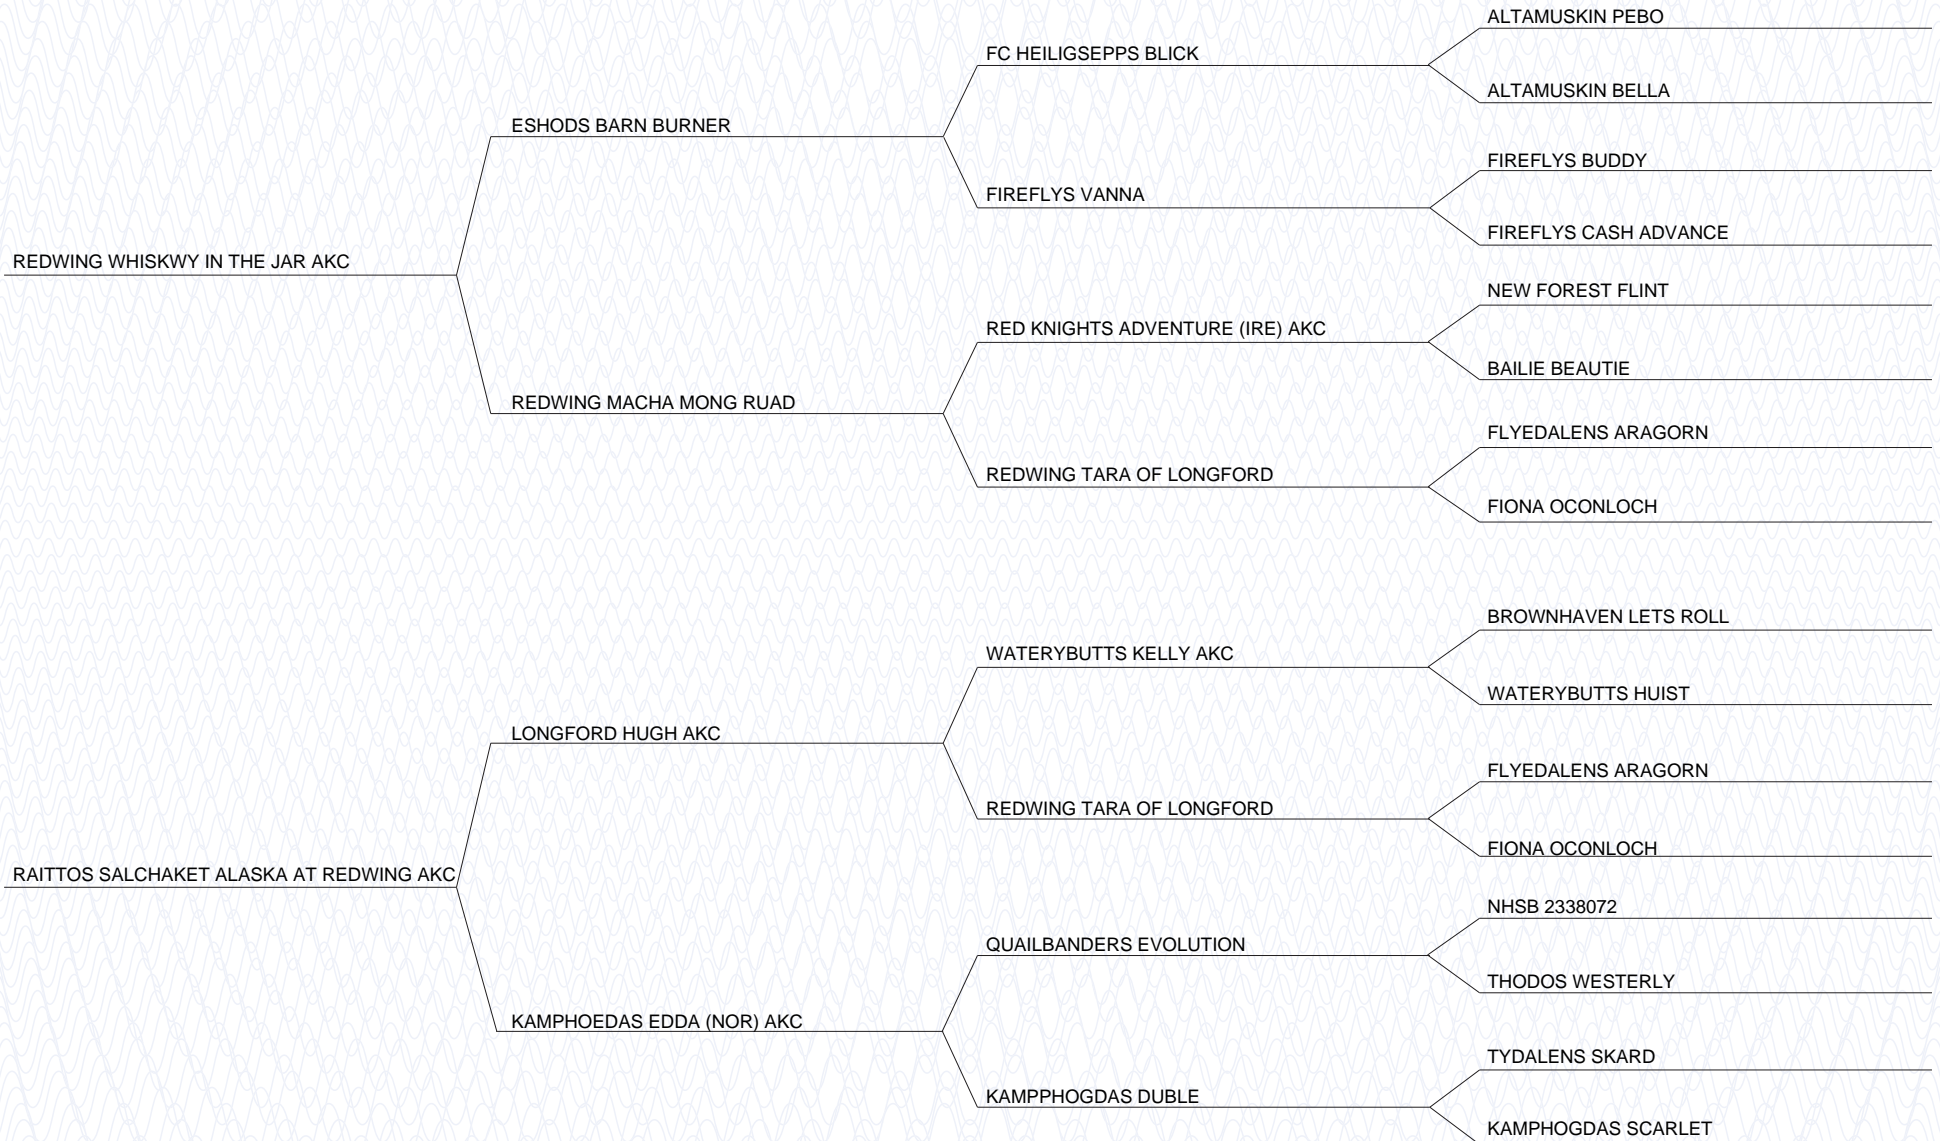 ALTAMUSKIN PEBO
FC HEILIGSEPPS BLICK
ALTAMUSKIN BELLA
ESHODS BARN BURNER
FIREFLYS BUDDY
FIREFLYS VANNA
FIREFLYS CASH ADVANCE
REDWING WHISKWY IN THE JAR AKC
NEW FOREST FLINT
RED KNIGHTS ADVENTURE (IRE) AKC
BAILIE BEAUTIE
REDWING MACHA MONG RUAD
FLYEDALENS ARAGORN
REDWING TARA OF LONGFORD
FIONA OCONLOCH
BROWNHAVEN LETS ROLL
WATERYBUTTS KELLY AKC
WATERYBUTTS HUIST
LONGFORD HUGH AKC
FLYEDALENS ARAGORN
REDWING TARA OF LONGFORD
FIONA OCONLOCH
RAITTOS SALCHAKET ALASKA AT REDWING AKC
NHSB 2338072
QUAILBANDERS EVOLUTION
THODOS WESTERLY
KAMPHOEDAS EDDA (NOR) AKC
TYDALENS SKARD
KAMPPHOGDAS DUBLE
KAMPHOGDAS SCARLET